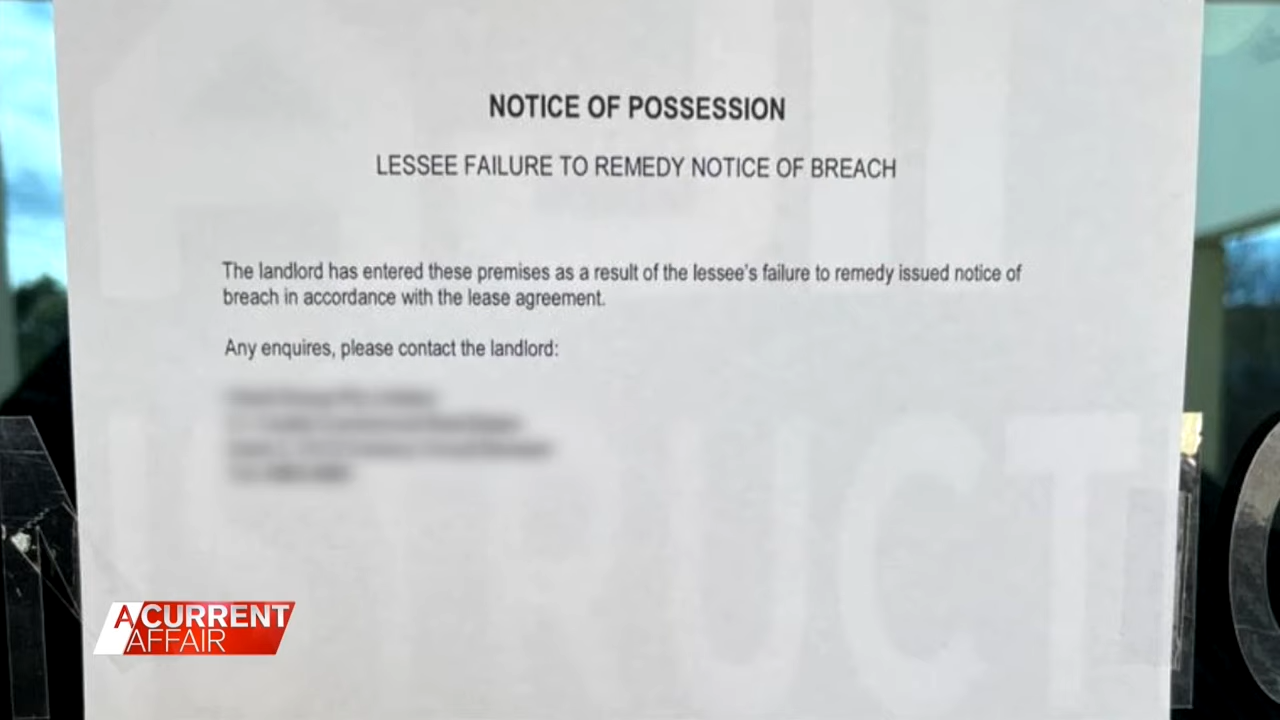 NOTICE OF POSSESSION
LESSEE FAILURE TO REMEDY NOTICE OF BREACH
The landlord has entered these premises as a result of the lessee's failure to remedy issued notice of
breach in accordance with the lease agreement.
Any enquires, please contact the landlord:
NSTRUCTIO
A CURRENT
AFFAIR